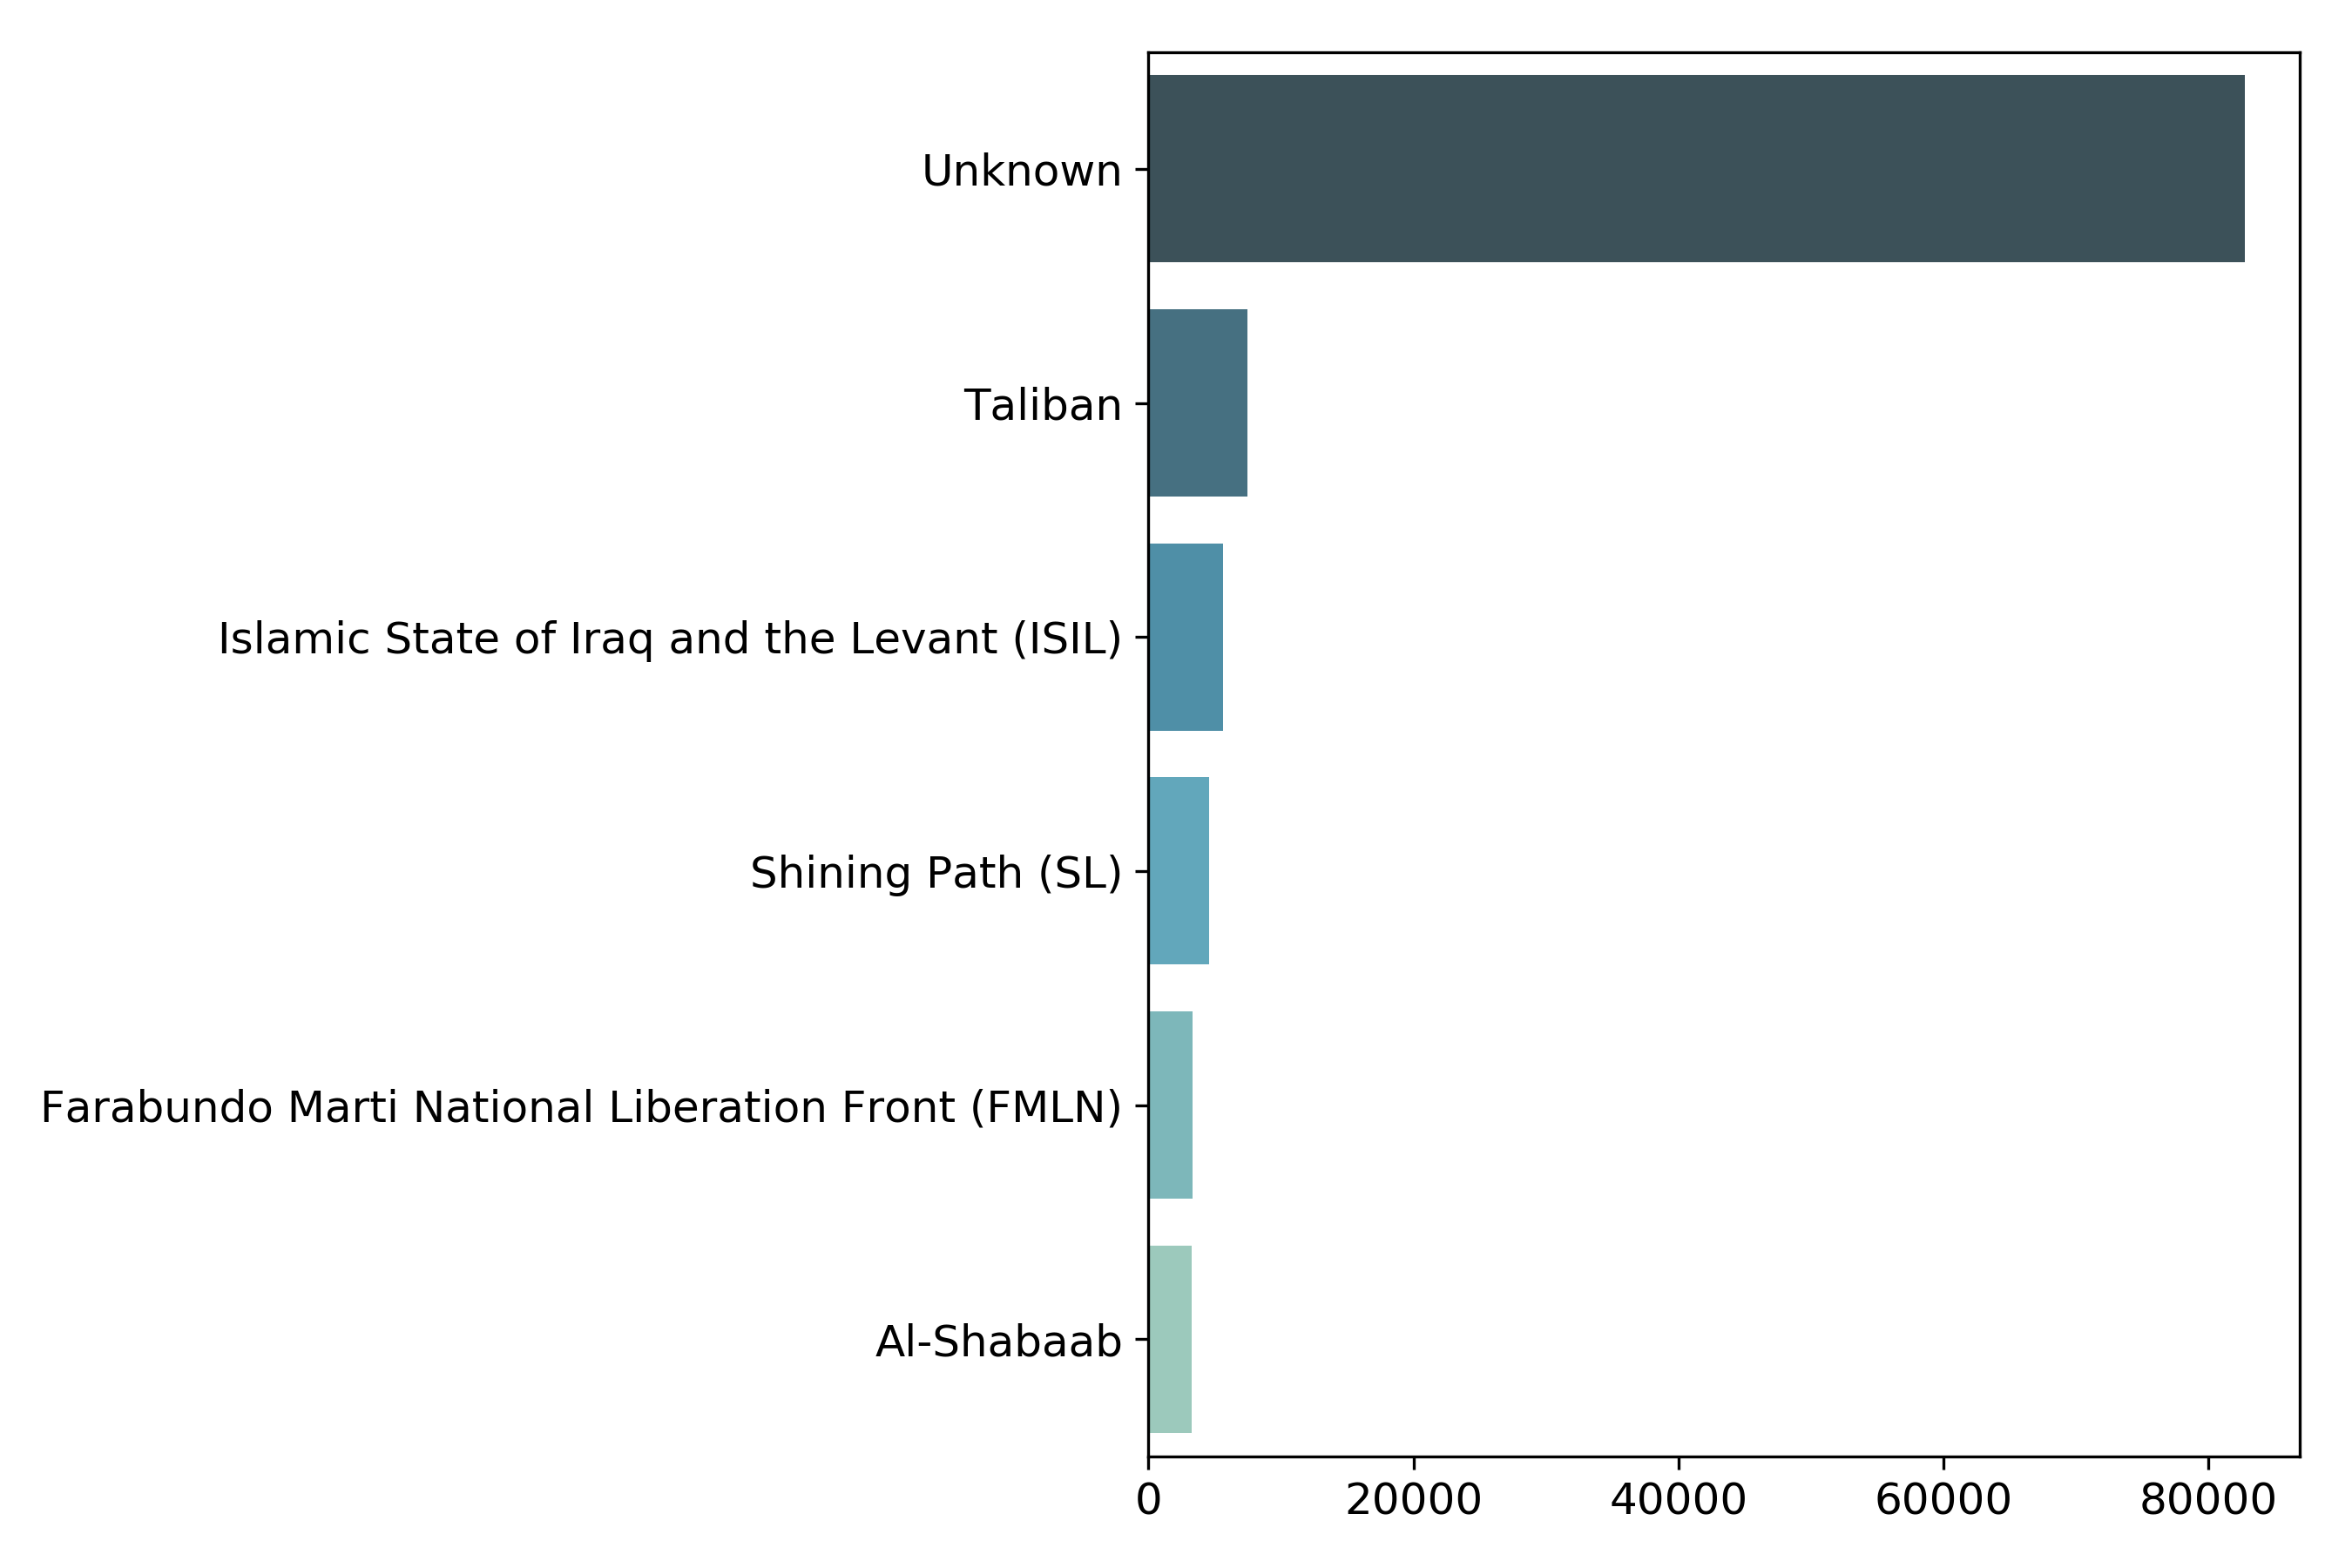 Unknown
Taliban
Islamic State of Iraq and the Levant (ISIL)
Shining Path (SL)
Farabundo Marti National Liberation Front (FMLN)
Al-Shabaab
0 20000 40000 60000 80000